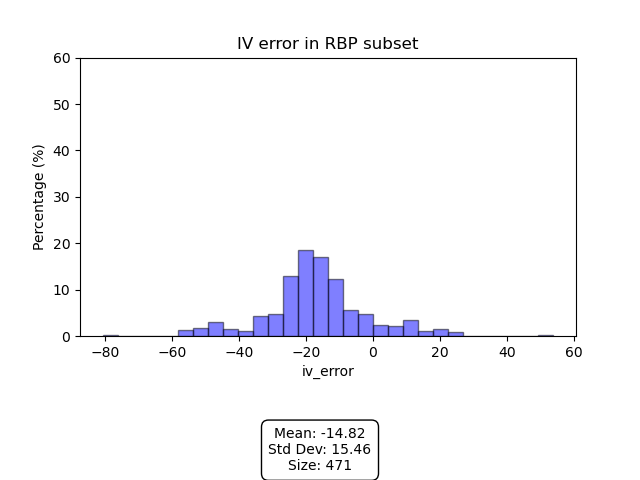 IV error in RBP subset
60
50
40
30
20
10
0
Percentage (%)
−80 −60 −40 −20 0 20 40 60
iv_error
Mean: -14.82
Std Dev: 15.46
Size: 471